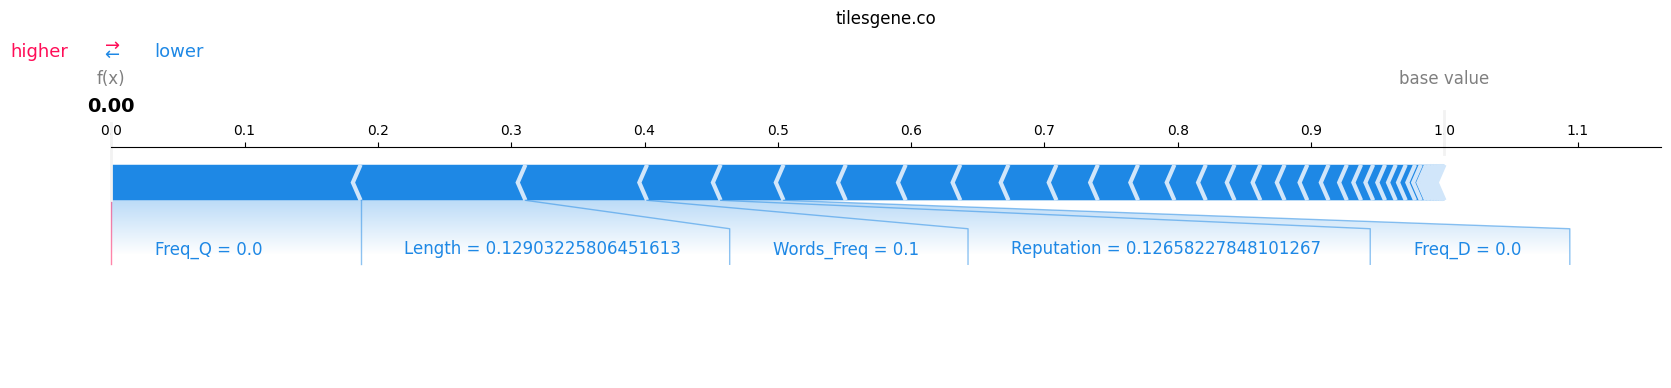 tilesgene.co
higher ⇄ lower
f(x)
base value
0.00
0.0 0.1 0.2 0.3 0.4 0.5 0.6 0.7 0.8 0.9 1.0 1.1
Freq_Q = 0.0
Length = 0.12903225806451613
Words_Freq = 0.1
Reputation = 0.12658227848101267
Freq_D = 0.0